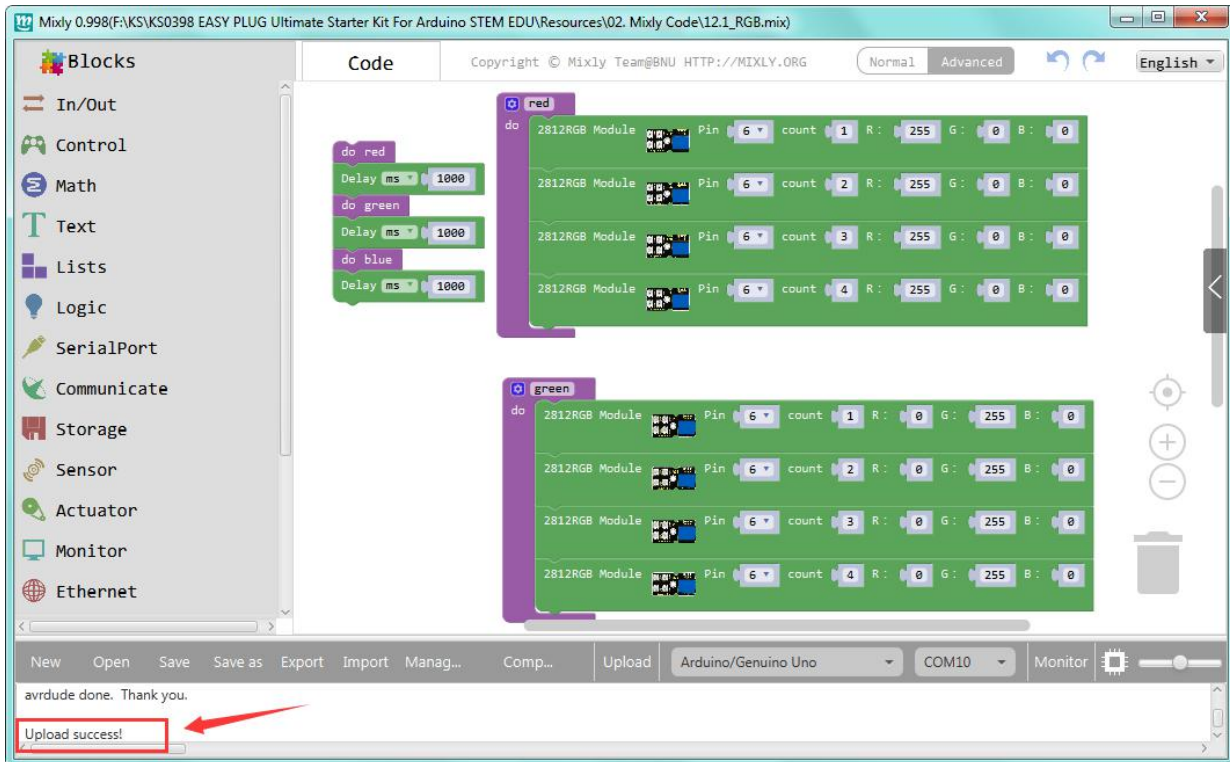 Mixly 0.998(F:\KS\KS0398 EASY PLUG Ultimate Starter Kit For Arduino STEM EDU\Resources\02. Mixly Code\12.1_RGB.mix)
Blocks
Code
Copyright © Mixly Team@BNU HTTP://MIXLY.ORG
Normal Advanced
English
In/Out
Control
Math
Text
Lists
Logic
SerialPort
Communicate
Storage
Sensor
Actuator
Monitor
Ethernet
do red
Delay ms 1000
do green
Delay ms 1000
do blue
Delay ms 1000
red
do
2812RGB Module Pin 6 count 1 R: 255 G: 0 B: 0
2812RGB Module Pin 6 count 2 R: 255 G: 0 B: 0
2812RGB Module Pin 6 count 3 R: 255 G: 0 B: 0
2812RGB Module Pin 6 count 4 R: 255 G: 0 B: 0
green
do
2812RGB Module Pin 6 count 1 R: 0 G: 255 B: 0
2812RGB Module Pin 6 count 2 R: 0 G: 255 B: 0
2812RGB Module Pin 6 count 3 R: 0 G: 255 B: 0
2812RGB Module Pin 6 count 4 R: 0 G: 255 B: 0
New Open Save Save as Export Import Manag... Comp... Upload Arduino/Genuino Uno COM10 Monitor
avrdude done. Thank you.
Upload success!